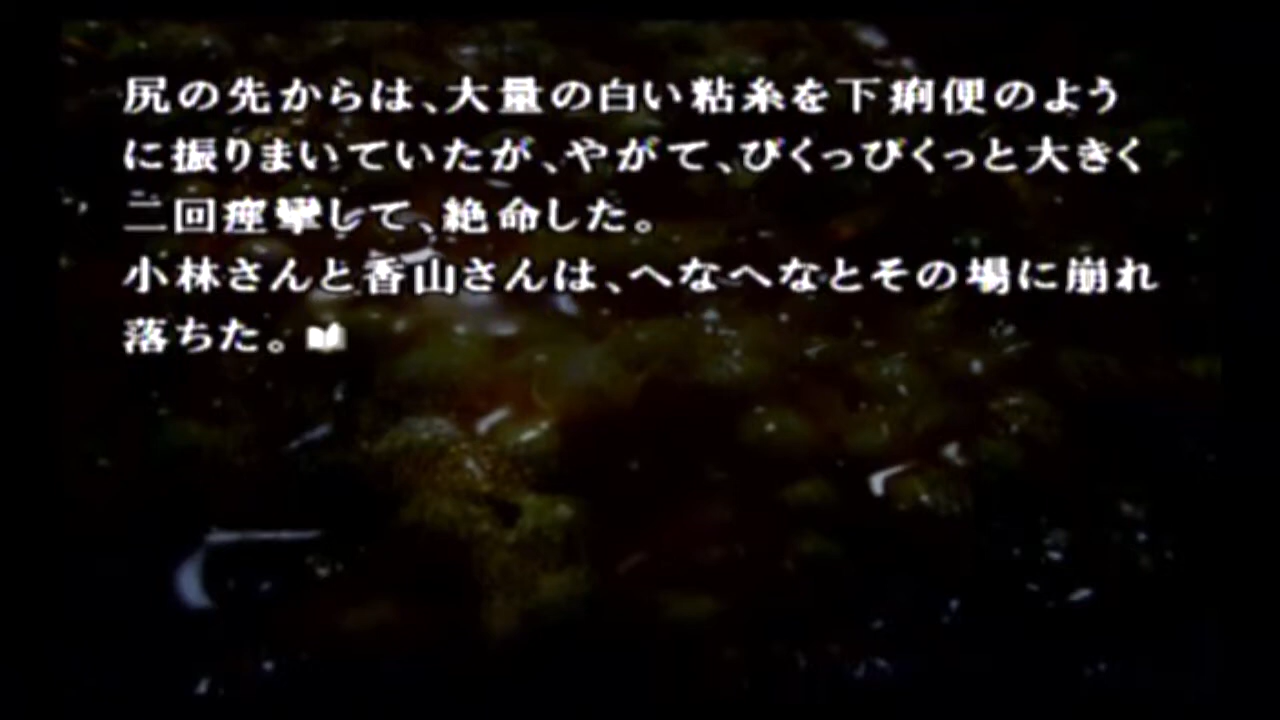 尻の先からは、大量の白い粘糸を下痢便のよう
に振りまいていたが、やがて、びくっびくっと大きく
二回痙攣して、絶命した。
小林さんと香山さんは、へなへなとその場に崩れ
落ちた。